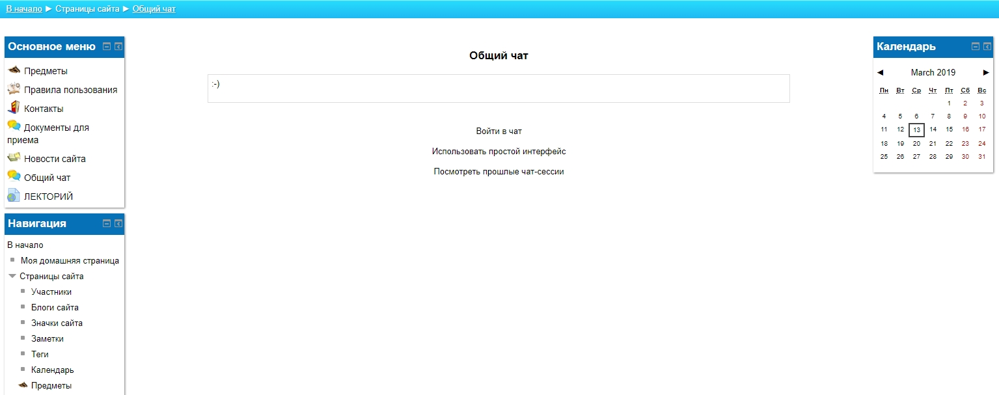 В начало ► Страницы сайта ► Общий чат
Основное меню
Предметы
Правила пользования
Контакты
Документы для
приема
Новости сайта
Общий чат
ЛЕКТОРИЙ
Навигация
В начало
Моя домашняя страница
Страницы сайта
Участники
Блоги сайта
Значки сайта
Заметки
Теги
Календарь
Предметы
Общий чат
:-)
Войти в чат
Использовать простой интерфейс
Посмотреть прошлые чат-сессии
Календарь
◄ March 2019 ►
Пн Вт Ср Чт Пт Сб Вс
1 2 3
4 5 6 7 8 9 10
11 12 13 14 15 16 17
18 19 20 21 22 23 24
25 26 27 28 29 30 31